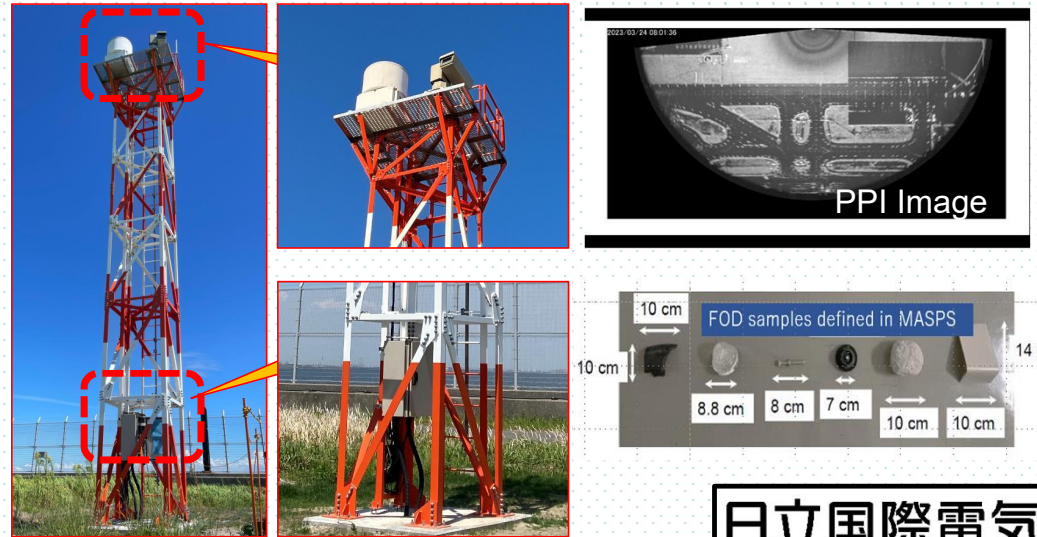 2023/03/24 08:01:36
PPI Image
FOD samples defined in MASPS
10 cm
10 cm
8.8 cm
8 cm
7 cm
10 cm
10 cm
14
日立国際電気